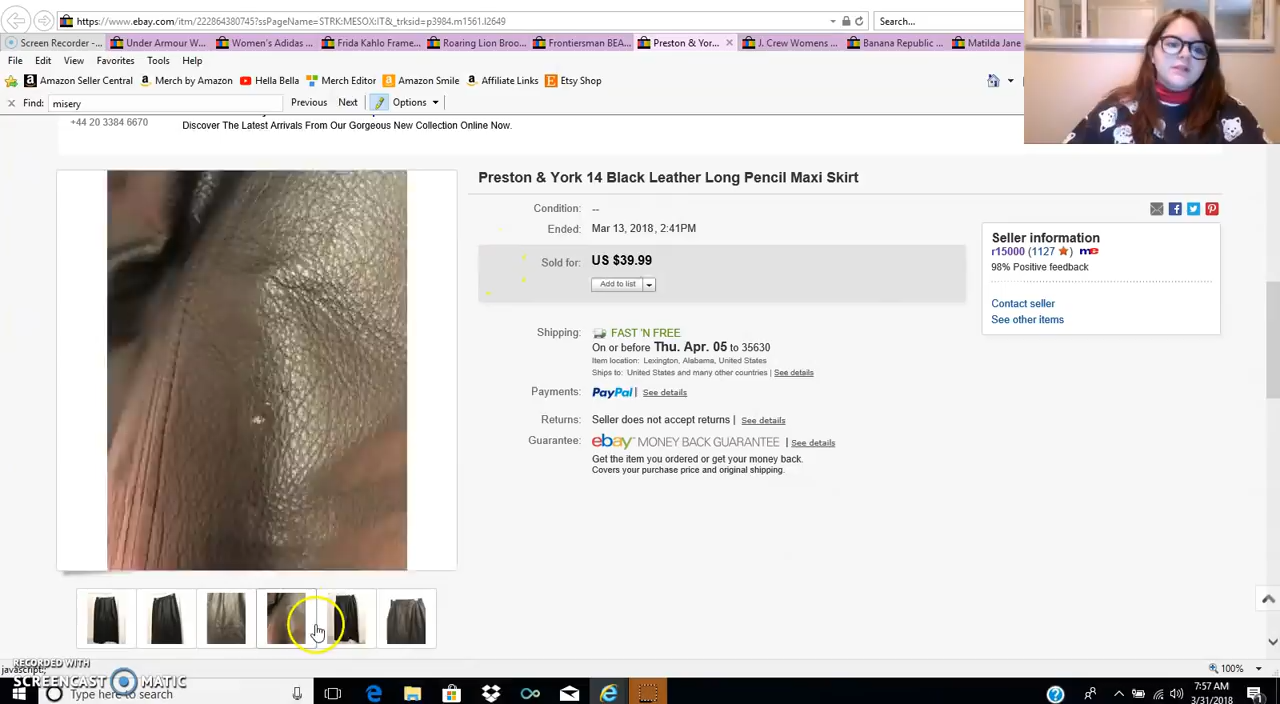 https://www.ebay.com/itm/222864380745?ssPageName=STRK:MESOX:IT&_trksid=p3984.m1561.l2649
Search...
Screen Recorder -...
Under Armour W...
Women's Adidas ...
Frida Kahlo Frame...
Roaring Lion Broo...
Frontiersman BEA...
Preston & Yor...
J. Crew Womens ...
Banana Republic ...
Matilda Jane
File Edit View Favorites Tools Help
Amazon Seller Central
Merch by Amazon
Hella Bella
Merch Editor
Amazon Smile
Affiliate Links
Etsy Shop
Find: misery
Previous Next
Options
+44 20 3384 6670
Discover The Latest Arrivals From Our Gorgeous New Collection Online Now.
Preston & York 14 Black Leather Long Pencil Maxi Skirt
Condition: --
Ended: Mar 13, 2018 , 2:41PM
Sold for: US $39.99
Add to list
Shipping: FAST 'N FREE
On or before Thu. Apr. 05 to 35630
Item location: Lexington, Alabama, United States
Ships to: United States and many other countries | See details
Payments: PayPal | See details
Returns: Seller does not accept returns | See details
Guarantee: ebay MONEY BACK GUARANTEE | See details
Get the item you ordered or get your money back.
Covers your purchase price and original shipping.
Seller information
r15000 (1127 ) me
98% Positive feedback
Contact seller
See other items
RECORDED WITH
SCREENCAST MATIC
javascript:;
100%
Type here to search
7:57 AM
3/31/2018